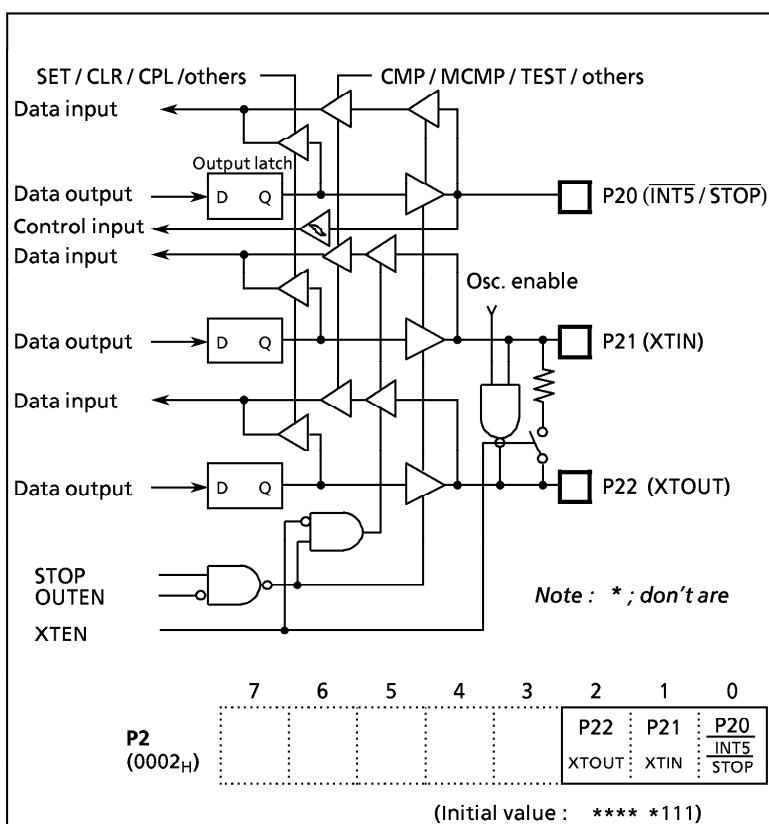 SET / CLR / CPL /others
CMP / MCMP / TEST / others
Data input
Output latch
Data output
D Q
P20 (INT5 / STOP)
Control input
Data input
Osc. enable
Data output
D Q
P21 (XTIN)
Data input
Data output
D Q
P22 (XTOUT)
STOP
OUTEN
XTEN
Note : * ; don't are
7 6 5 4 3 2 1 0
P2
(0002H)
P22 P21 P20
XTOUT XTIN INT5
STOP
(Initial value : **** *111)